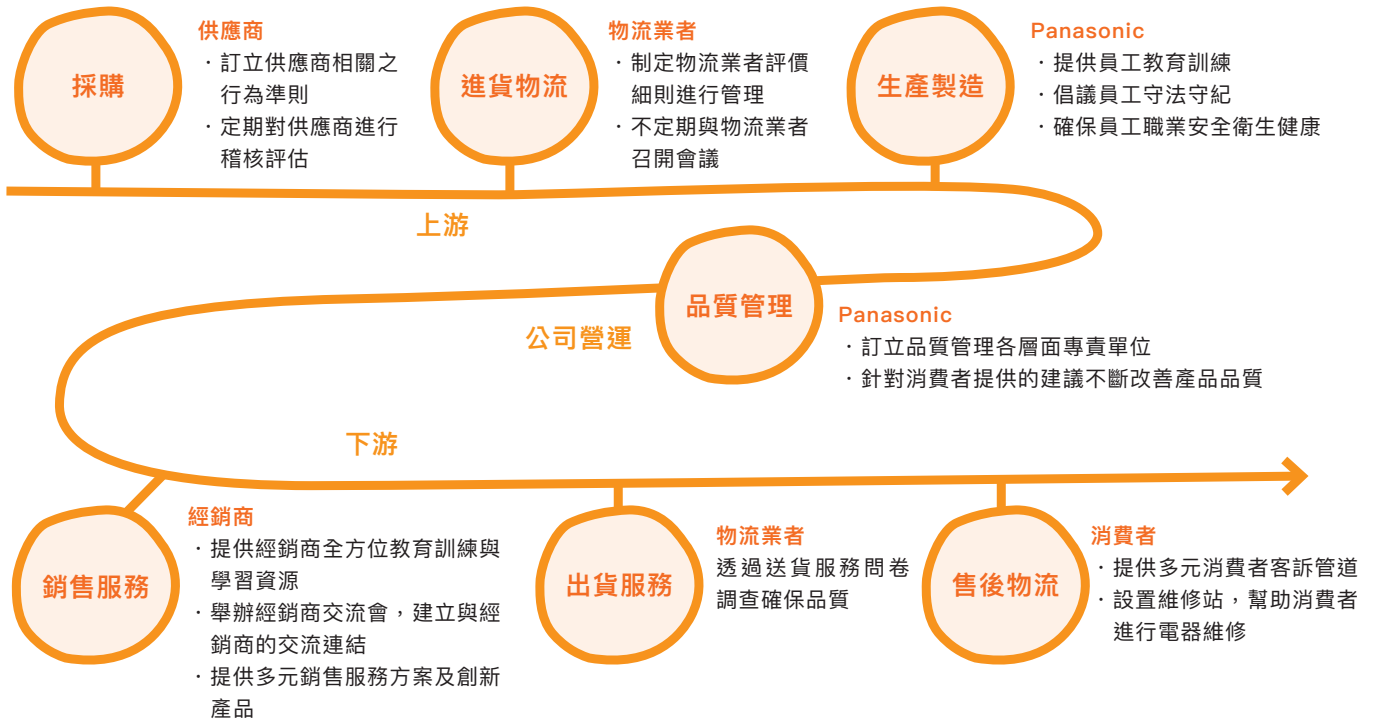 採購
供應商
・訂立供應商相關之
行為準則
・定期對供應商進行
稽核評估
進貨物流
物流業者
・制定物流業者評價
細則進行管理
・不定期與物流業者
召開會議
生產製造
Panasonic
・提供員工教育訓練
・倡議員工守法守紀
・確保員工職業安全衛生健康
上游
品質管理
公司營運
Panasonic
・訂立品質管理各層面專責單位
・針對消費者提供的建議不斷改善產品品質
下游
銷售服務
經銷商
・提供經銷商全方位教育訓練與
學習資源
・舉辦經銷商交流會，建立與經
銷商的交流連結
・提供多元銷售服務方案及創新
產品
出貨服務
物流業者
透過送貨服務問卷
調查確保品質
售後物流
消費者
・提供多元消費者客訴管道
・設置維修站，幫助消費者
進行電器維修